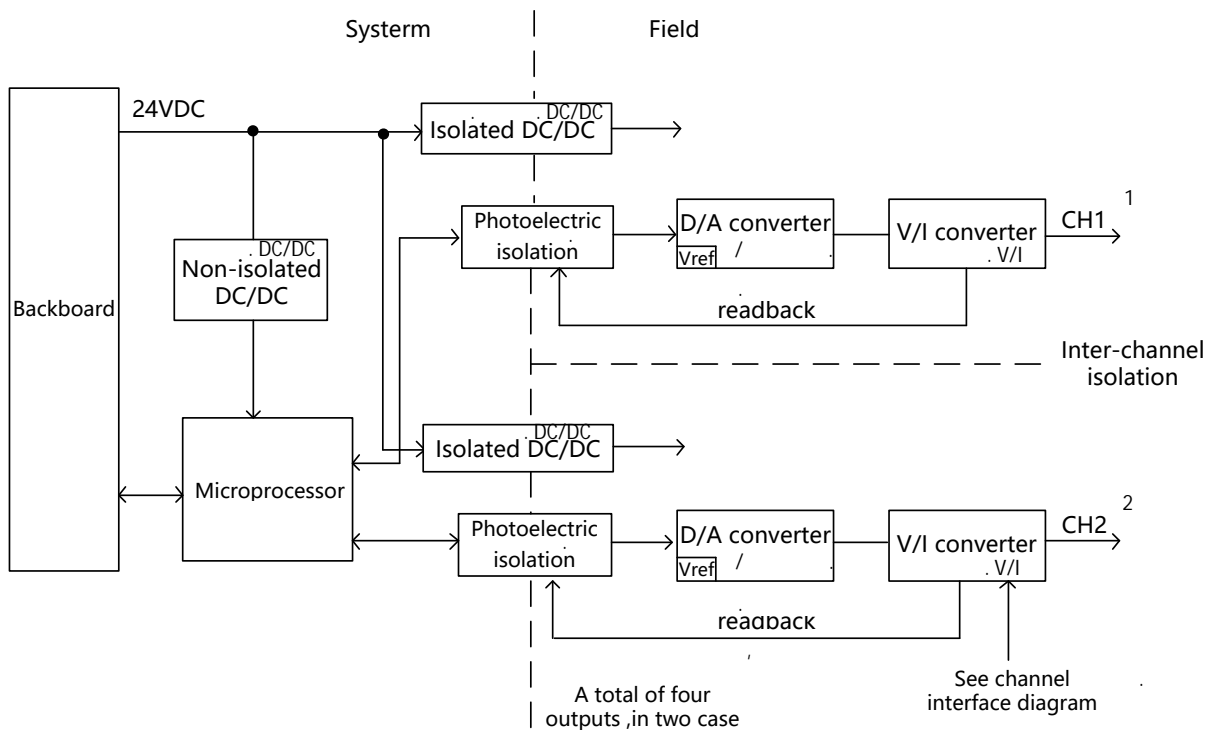 Systerm
Field
24VDC
DC/DC
Isolated DC/DC
1
Photoelectric
isolation
D/A converter
/
Vref
V/I converter
V/I
CH1
DC/DC
Non-isolated
DC/DC
Backboard
readback
Inter-channel
isolation
DC/DC
Isolated DC/DC
Microprocessor
2
Photoelectric
isolation
D/A converter
/
Vref
V/I converter
V/I
CH2
readback
See channel
interface diagram
A total of four
outputs ,in two case